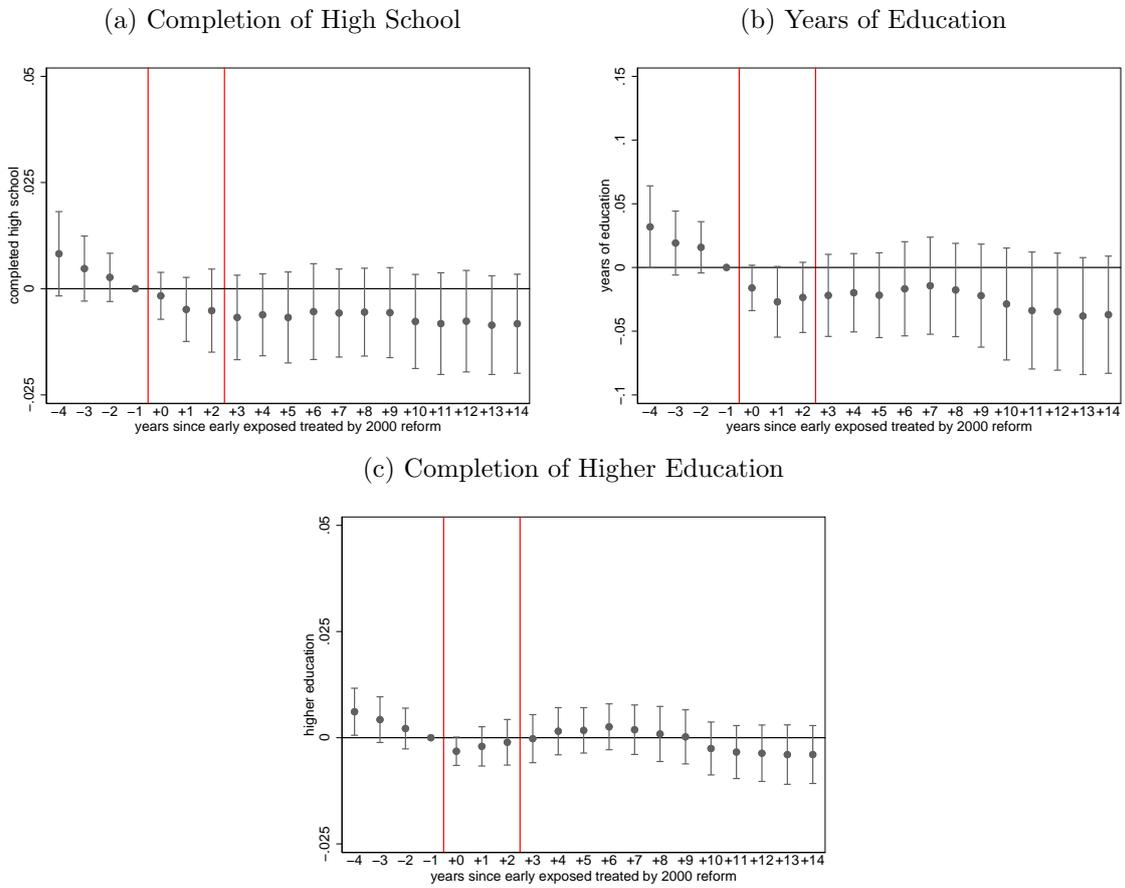 (a) Completion of High School
completed high school
.05
.025
0
−.025
−4 −3 −2 −1 +0 +1 +2 +3 +4 +5 +6 +7 +8 +9 +10 +11 +12 +13 +14
years since early exposed treated by 2000 reform
(b) Years of Education
years of education
.15
.1
.05
0
−.05
−.1
−4 −3 −2 −1 +0 +1 +2 +3 +4 +5 +6 +7 +8 +9 +10 +11 +12 +13 +14
years since early exposed treated by 2000 reform
(c) Completion of Higher Education
higher education
.05
.025
0
−.025
−4 −3 −2 −1 +0 +1 +2 +3 +4 +5 +6 +7 +8 +9 +10 +11 +12 +13 +14
years since early exposed treated by 2000 reform